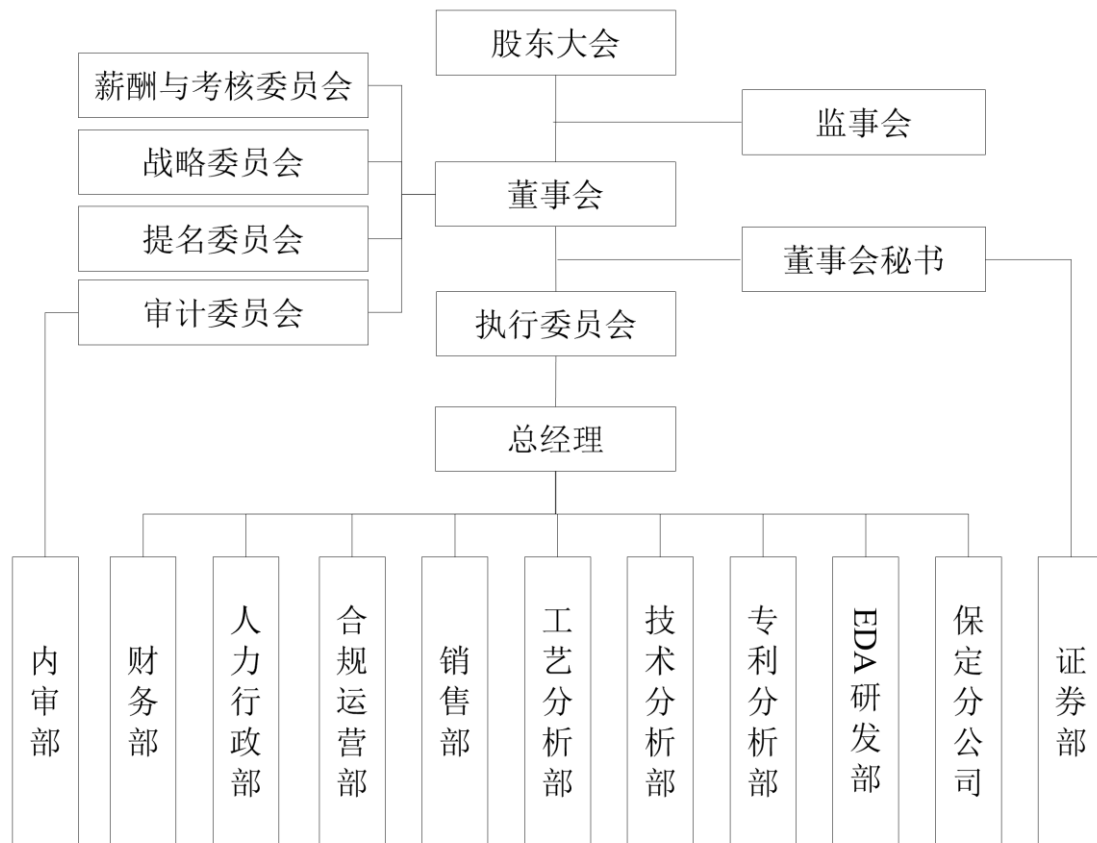 股东大会
薪酬与考核委员会
监事会
战略委员会
董事会
提名委员会
董事会秘书
审计委员会
执行委员会
总经理
内审部
财务部
人力行政部
合规运营部
销售部
工艺分析部
技术分析部
专利分析部
EDA研发部
保定分公司
证券部